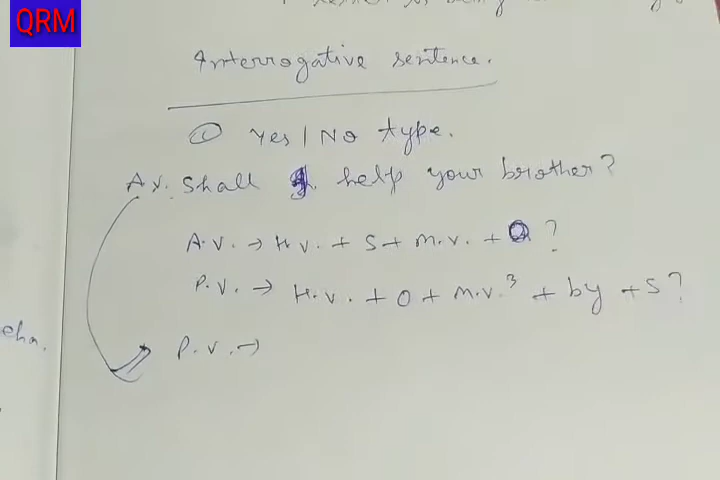 QRM
Interrogative sentence.
① Yes | No type.
A.V. Shall I help your brother?
A.V. → H.V. + S + M.V. + O ?
P.V. → H.V. + O + M.V.³ + by + S ?
P.V. →